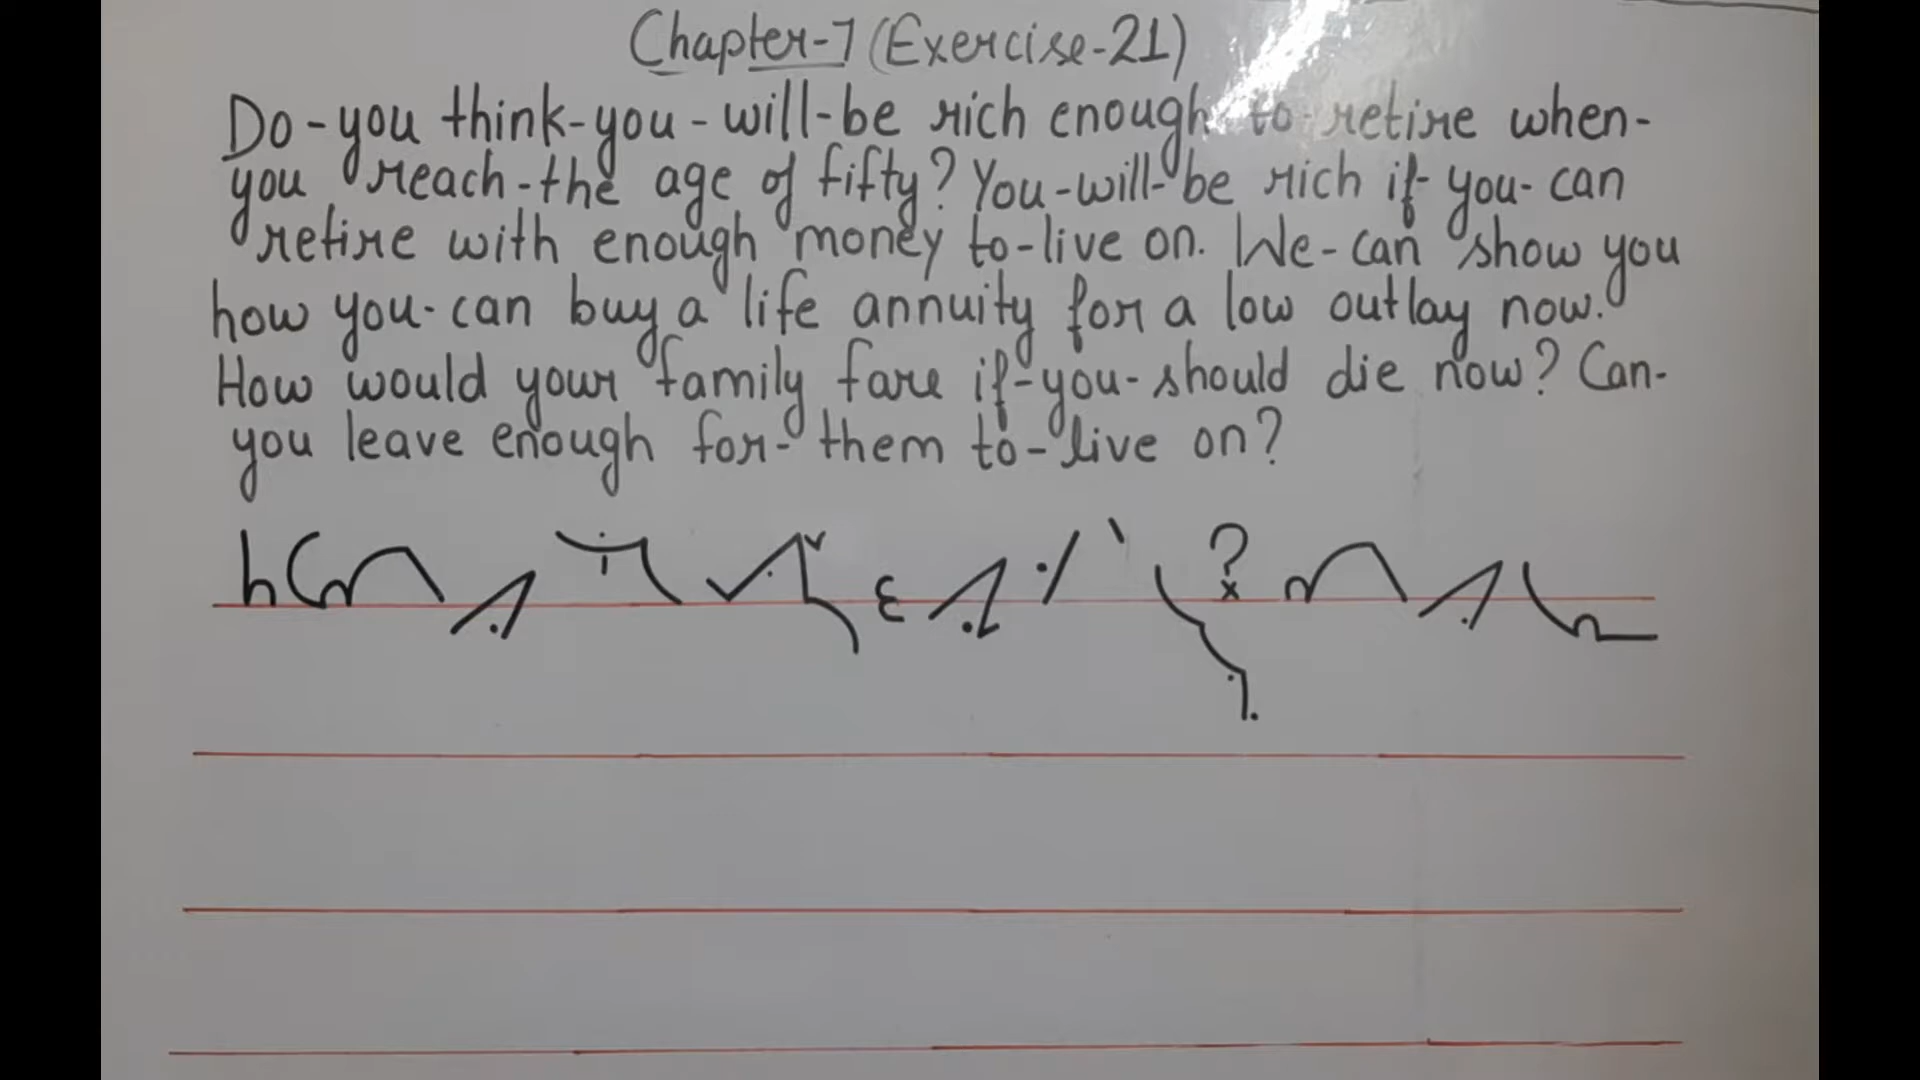 Chapter-7 (Exercise-21)
Do-you think-you-will-be rich enough to retire when-
you reach-the age of fifty? You-will-be rich if-you-can
retire with enough money to-live on. We-can show you
how you-can buy a life annuity for a low outlay now.
How would your family fare if-you-should die now? Can-
you leave enough for-them to-live on?